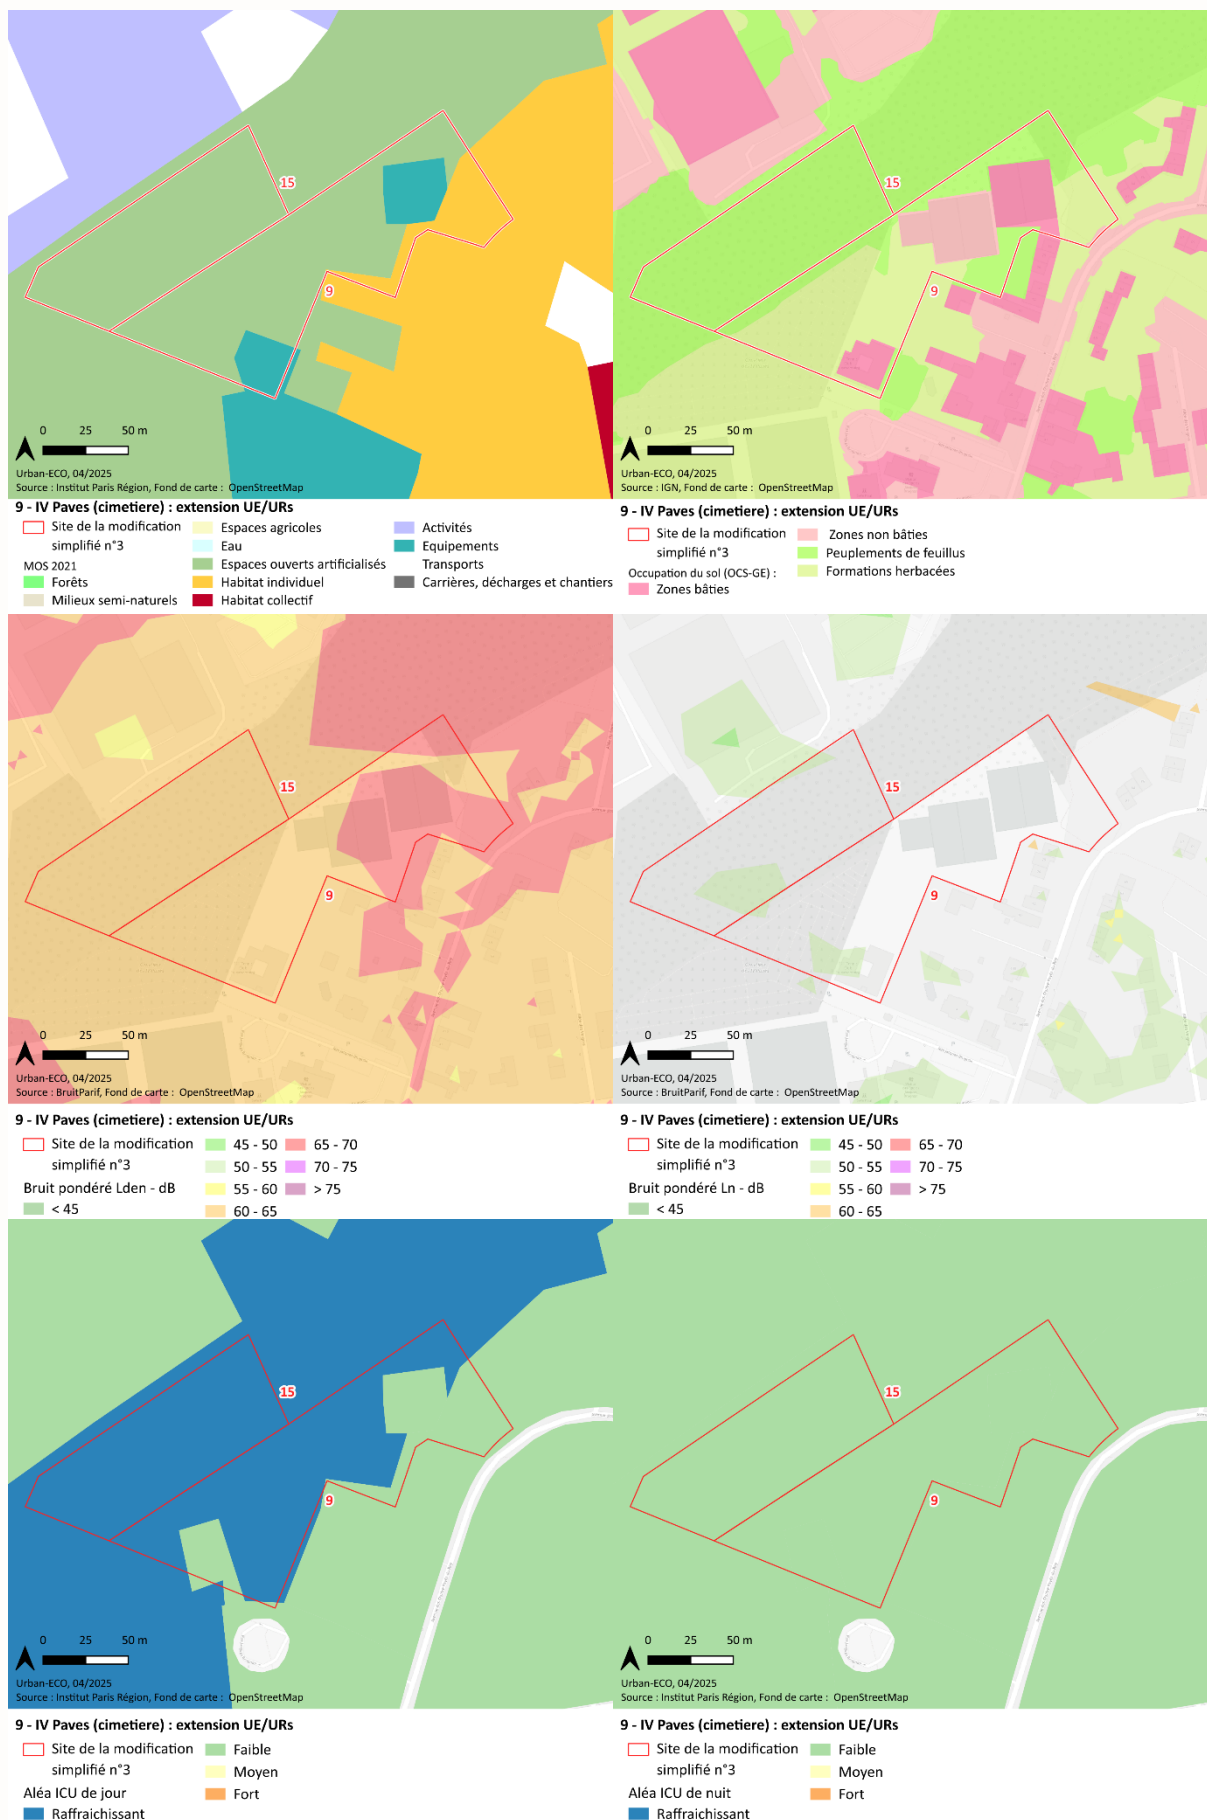 15
9
0 25 50 m
Urban-ECO, 04/2025
Source : Institut Paris Région, Fond de carte : OpenStreetMap
9 - IV Paves (cimetiere) : extension UE/URs
Site de la modification
simplifié n°3
MOS 2021
Forêts
Milieux semi-naturels
Espaces agricoles
Eau
Espaces ouverts artificialisés
Habitat individuel
Habitat collectif
Activités
Equipements
Transports
Carrières, décharges et chantiers
15
9
0 25 50 m
Urban-ECO, 04/2025
Source : IGN, Fond de carte : OpenStreetMap
9 - IV Paves (cimetiere) : extension UE/URs
Site de la modification
simplifié n°3
Occupation du sol (OCS-GE) :
Zones bâties
Zones non bâties
Peuplements de feuillus
Formations herbacées
15
9
0 25 50 m
Urban-ECO, 04/2025
Source : BruitParif, Fond de carte : OpenStreetMap
9 - IV Paves (cimetiere) : extension UE/URs
Site de la modification
simplifié n°3
Bruit pondéré Lden - dB
< 45
45 - 50
50 - 55
55 - 60
60 - 65
65 - 70
70 - 75
> 75
15
9
0 25 50 m
Urban-ECO, 04/2025
Source : BruitParif, Fond de carte : OpenStreetMap
9 - IV Paves (cimetiere) : extension UE/URs
Site de la modification
simplifié n°3
Bruit pondéré Ln - dB
< 45
45 - 50
50 - 55
55 - 60
60 - 65
65 - 70
70 - 75
> 75
15
9
0 25 50 m
Urban-ECO, 04/2025
Source : Institut Paris Région, Fond de carte : OpenStreetMap
9 - IV Paves (cimetiere) : extension UE/URs
Site de la modification
simplifié n°3
Aléa ICU de jour
Raffraichissant
Faible
Moyen
Fort
15
9
0 25 50 m
Urban-ECO, 04/2025
Source : Institut Paris Région, Fond de carte : OpenStreetMap
9 - IV Paves (cimetiere) : extension UE/URs
Site de la modification
simplifié n°3
Aléa ICU de nuit
Raffraichissant
Faible
Moyen
Fort